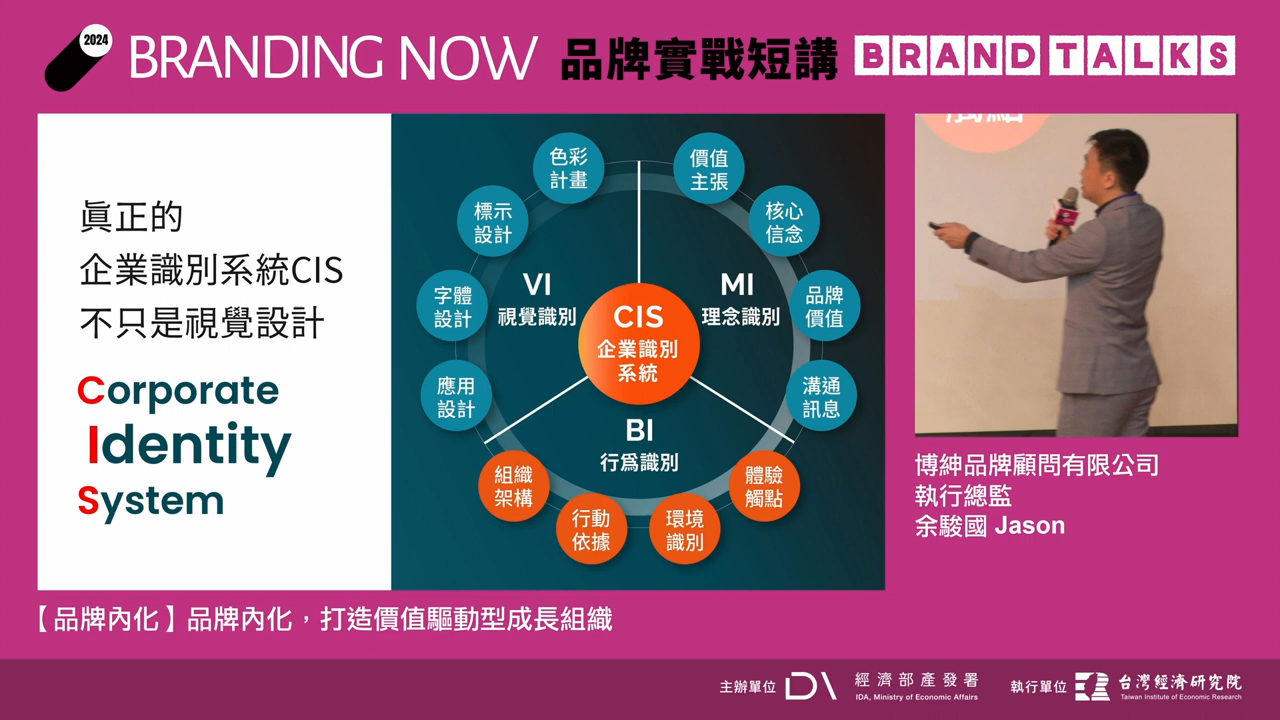 2024
BRANDING NOW 品牌實戰短講 BRAND TALKS
眞正的
企業識別系統CIS
不只是視覺設計
Corporate
Identity
System
色彩
計畫
標示
設計
字體
設計
應用
設計
VI
視覺識別
價值
主張
核心
信念
品牌
價值
溝通
訊息
MI
理念識別
CIS
企業識別
系統
BI
行爲識別
組織
架構
行動
依據
環境
識別
體驗
觸點
博紳品牌顧問有限公司
執行總監
余駿國 Jason
【品牌內化】品牌內化，打造價值驅動型成長組織
主辦單位
經濟部產發署
IDA, Ministry of Economic Affairs
執行單位
台灣經濟研究院
Taiwan Institute of Economic Research